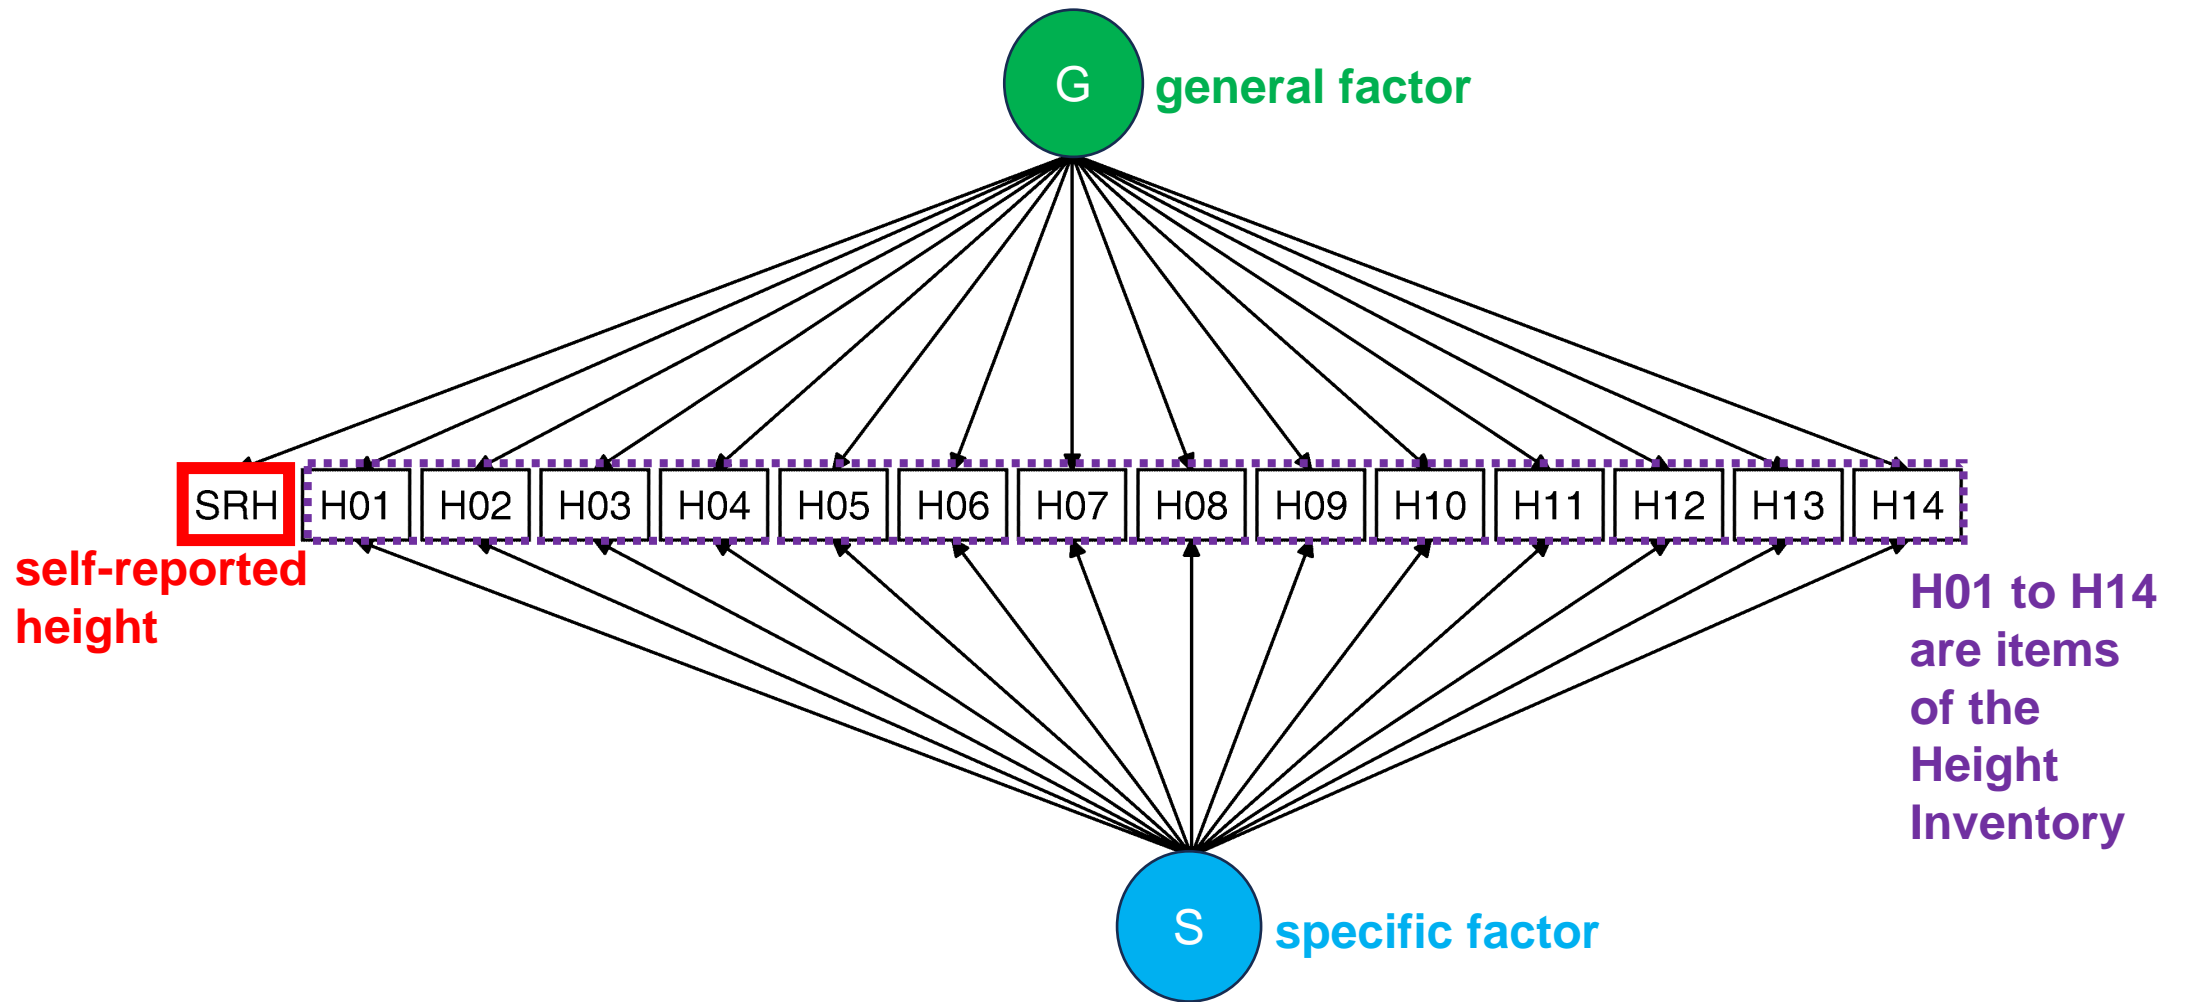 G
general factor
SRH
H01
H02
H03
H04
H05
H06
H07
H08
H09
H10
H11
H12
H13
H14
self-reported
height
H01 to H14
are items
of the
Height
Inventory
S
specific factor